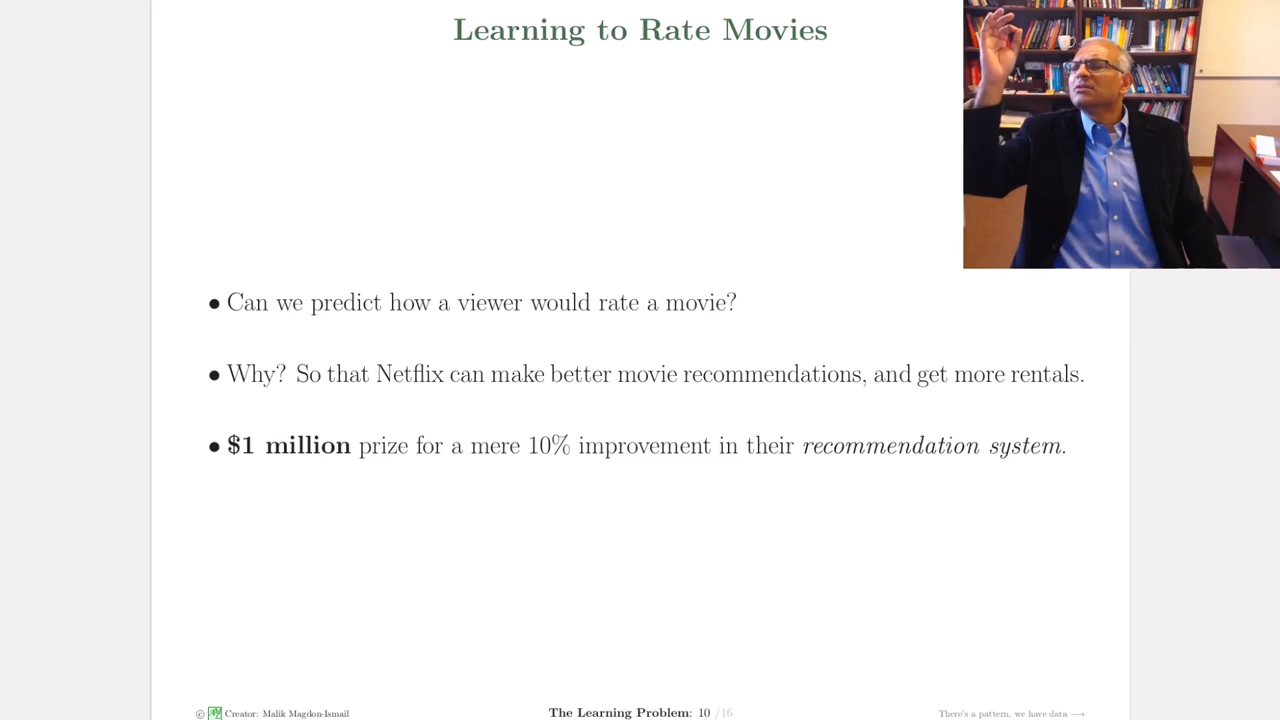 Learning to Rate Movies
• Can we predict how a viewer would rate a movie?
• Why? So that Netflix can make better movie recommendations, and get more rentals.
• $1 million prize for a mere 10% improvement in their recommendation system.
© Creator: Malik Magdon-Ismail
The Learning Problem: 10 /16
There's a pattern, we have data ⟶